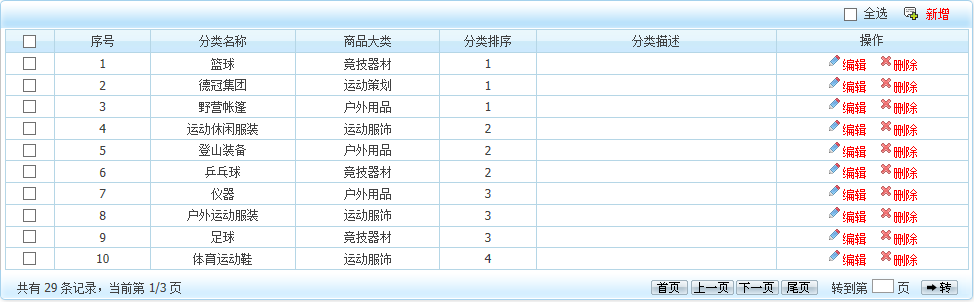 全选 新增
序号 分类名称 商品大类 分类排序 分类描述 操作
1 篮球 竟技器材 1 编辑 删除
2 德冠集团 运动策划 1 编辑 删除
3 野营帐篷 户外用品 1 编辑 删除
4 运动休闲服装 运动服饰 2 编辑 删除
5 登山装备 户外用品 2 编辑 删除
6 乒乓球 竟技器材 2 编辑 删除
7 仪器 户外用品 3 编辑 删除
8 户外运动服装 运动服饰 3 编辑 删除
9 足球 竟技器材 3 编辑 删除
10 体育运动鞋 运动服饰 4 编辑 删除
共有 29 条记录，当前第 1/3 页 首页 上一页 下一页 尾页 转到第 页 转